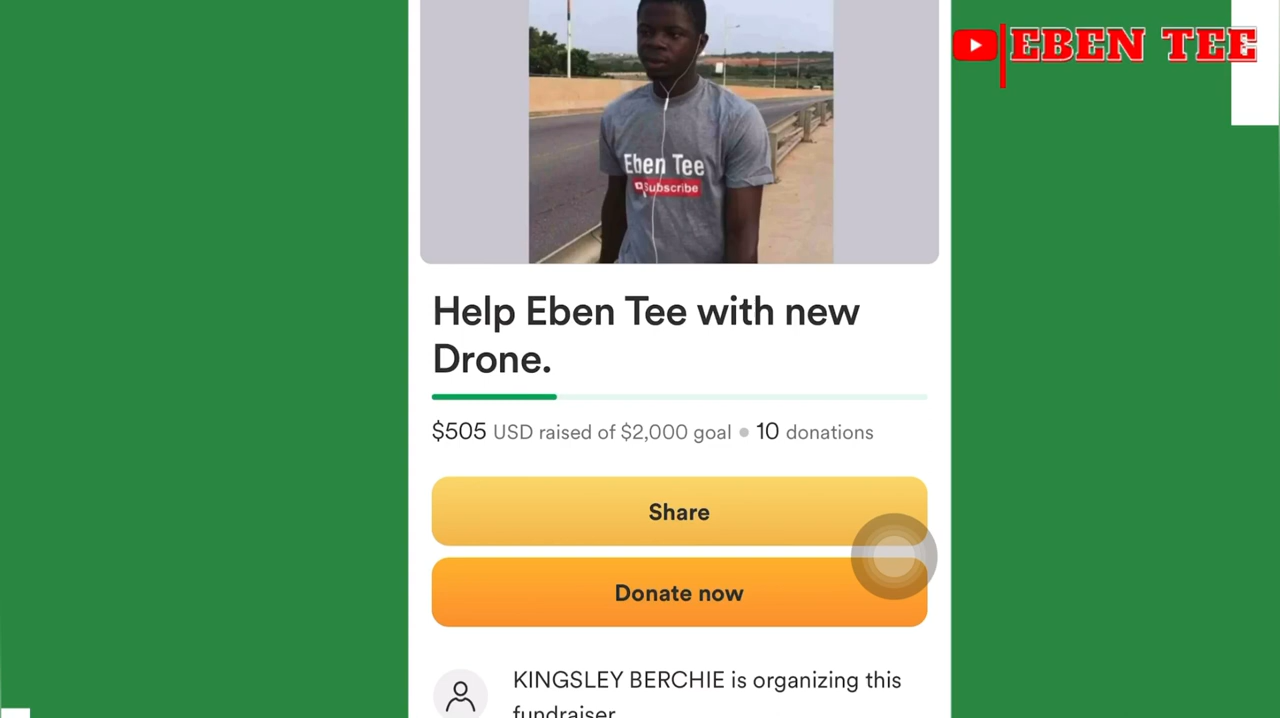 EBEN TEE
Eben Tee
Subscribe
Help Eben Tee with new
Drone.
$505 USD raised of $2,000 goal • 10 donations
Share
Donate now
KINGSLEY BERCHIE is organizing this
fundraiser